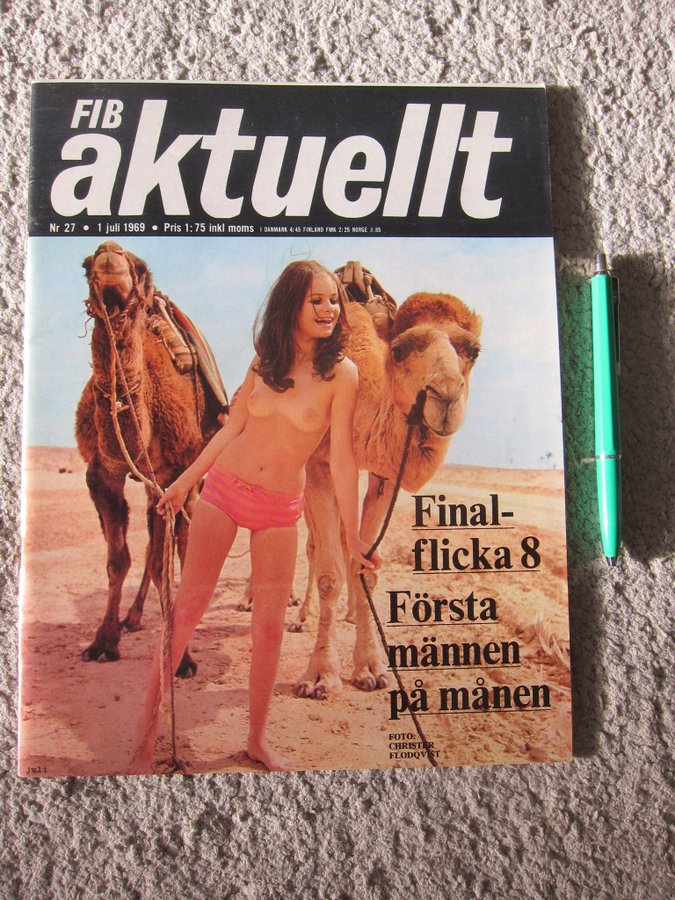 FIB
aktuellt
Nr 27 • 1 juli 1969 • Pris 1:75 inkl moms I DANMARK 4:45 FINLAND FMK 2:25 NORGE 3:85
Final-
flicka 8
Första
männen
på månen
FOTO:
CHRISTER
FLODQVIST
juli